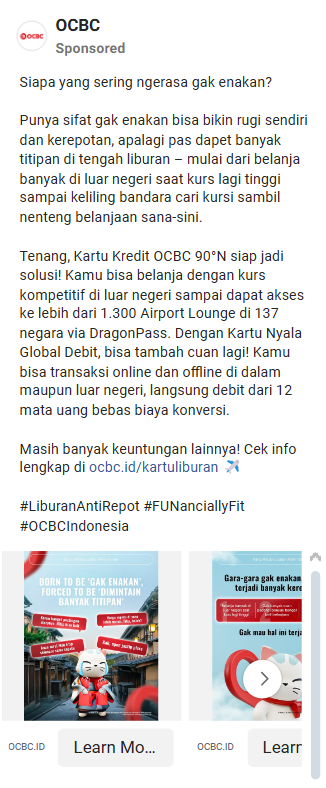 OCBC
Sponsored
Siapa yang sering ngerasa gak enakan?
Punya sifat gak enakan bisa bikin rugi sendiri
dan kerepotan, apalagi pas dapet banyak
titipan di tengah liburan – mulai dari belanja
banyak di luar negeri saat kurs lagi tinggi
sampai keliling bandara cari kursi sambil
nenteng belanjaan sana-sini.
Tenang, Kartu Kredit OCBC 90°N siap jadi
solusi! Kamu bisa belanja dengan kurs
kompetitif di luar negeri sampai dapat akses
ke lebih dari 1.300 Airport Lounge di 137
negara via DragonPass. Dengan Kartu Nyala
Global Debit, bisa tambah cuan lagi! Kamu
bisa transaksi online dan offline di dalam
maupun luar negeri, langsung debit dari 12
mata uang bebas biaya konversi.
Masih banyak keuntungan lainnya! Cek info
lengkap di ocbc.id/kartuliburan ✈️
#LiburanAntiRepot #FUNanciallyFit
#OCBCIndonesia
BORN TO BE 'GAK ENAKAN',
FORCED TO BE 'DIMINTAIN
BANYAK TITIPAN'
Gara-gara gak enakan
terjadi banyak
Gak mau hal ini
OCBC.ID
Learn Mo...
OCBC.ID
Learn